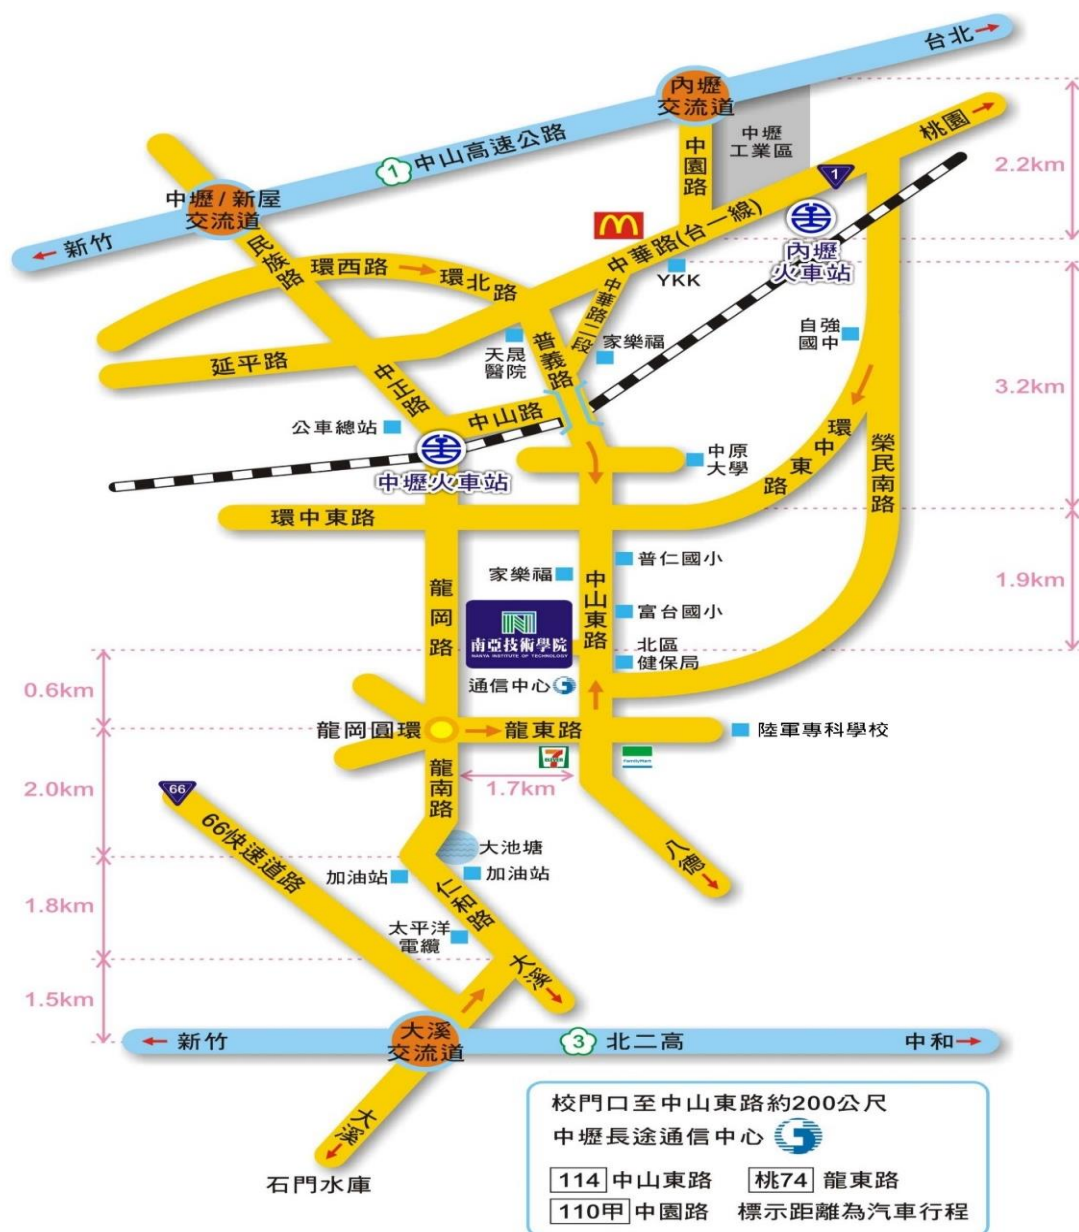 台北
內壢
交流道
中壢
工業區
桃園
2.2km
1
中山高速公路
中園路
1
中壢/新屋
交流道
新竹
民族路
中華路(台一線)
內壢
火車站
環西路
環北路
YKK
中華路二段
自強
國中
延平路
天晟
醫院
普義路
家樂福
3.2km
中正路
中山路
公車總站
中壢火車站
中原
大學
環中東路
榮民南路
環中東路
龍岡路
家樂福
中山東路
普仁國小
1.9km
南亞技術學院
NANYA INSTITUTE OF TECHNOLOGY
富台國小
北區
健保局
0.6km
通信中心
龍岡圓環
龍東路
陸軍專科學校
7
ELEVEN
FamilyMart
2.0km
龍南路
1.7km
66
66快速道路
大池塘
八德
加油站
加油站
1.8km
仁和路
太平洋
電纜
大溪
1.5km
新竹
大溪
交流道
3
北二高
中和
大溪
石門水庫
校門口至中山東路約200公尺
中壢長途通信中心
114 中山東路 桃74 龍東路
110甲 中園路 標示距離為汽車行程